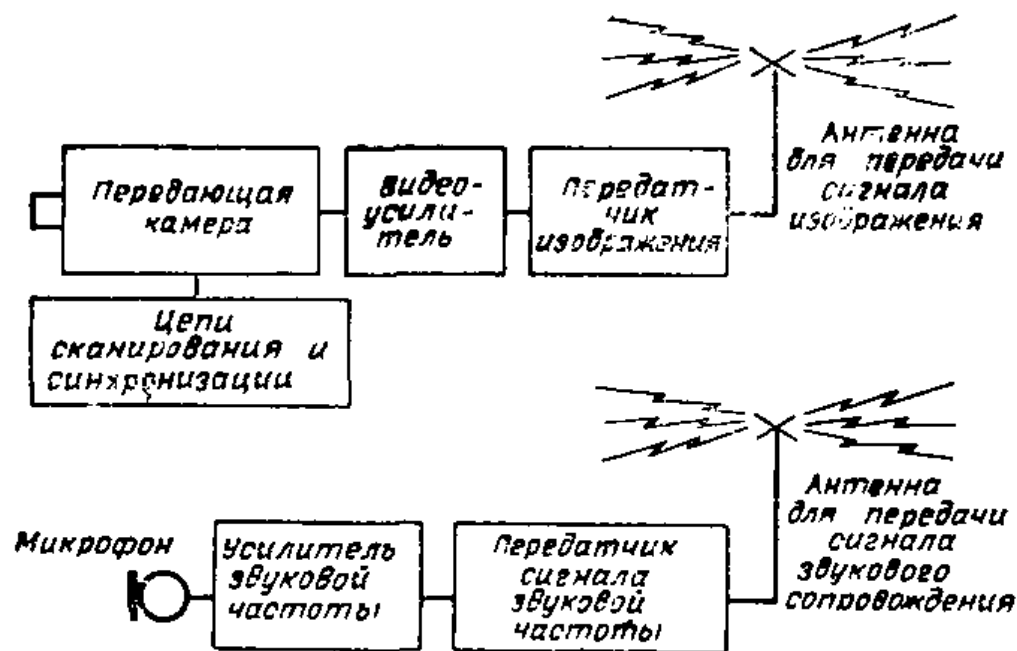 Антенна
для передачи
сигнала
изображения
Передающая
камера
Видео-
усили-
тель
Передат-
чик
изображения
Цепи
сканирования и
синхронизации
Антенна
для передачи
сигнала
звукового
сопровождения
Микрофон
Усилитель
звуковой
частоты
Передатчик
сигнала
звуковой
частоты